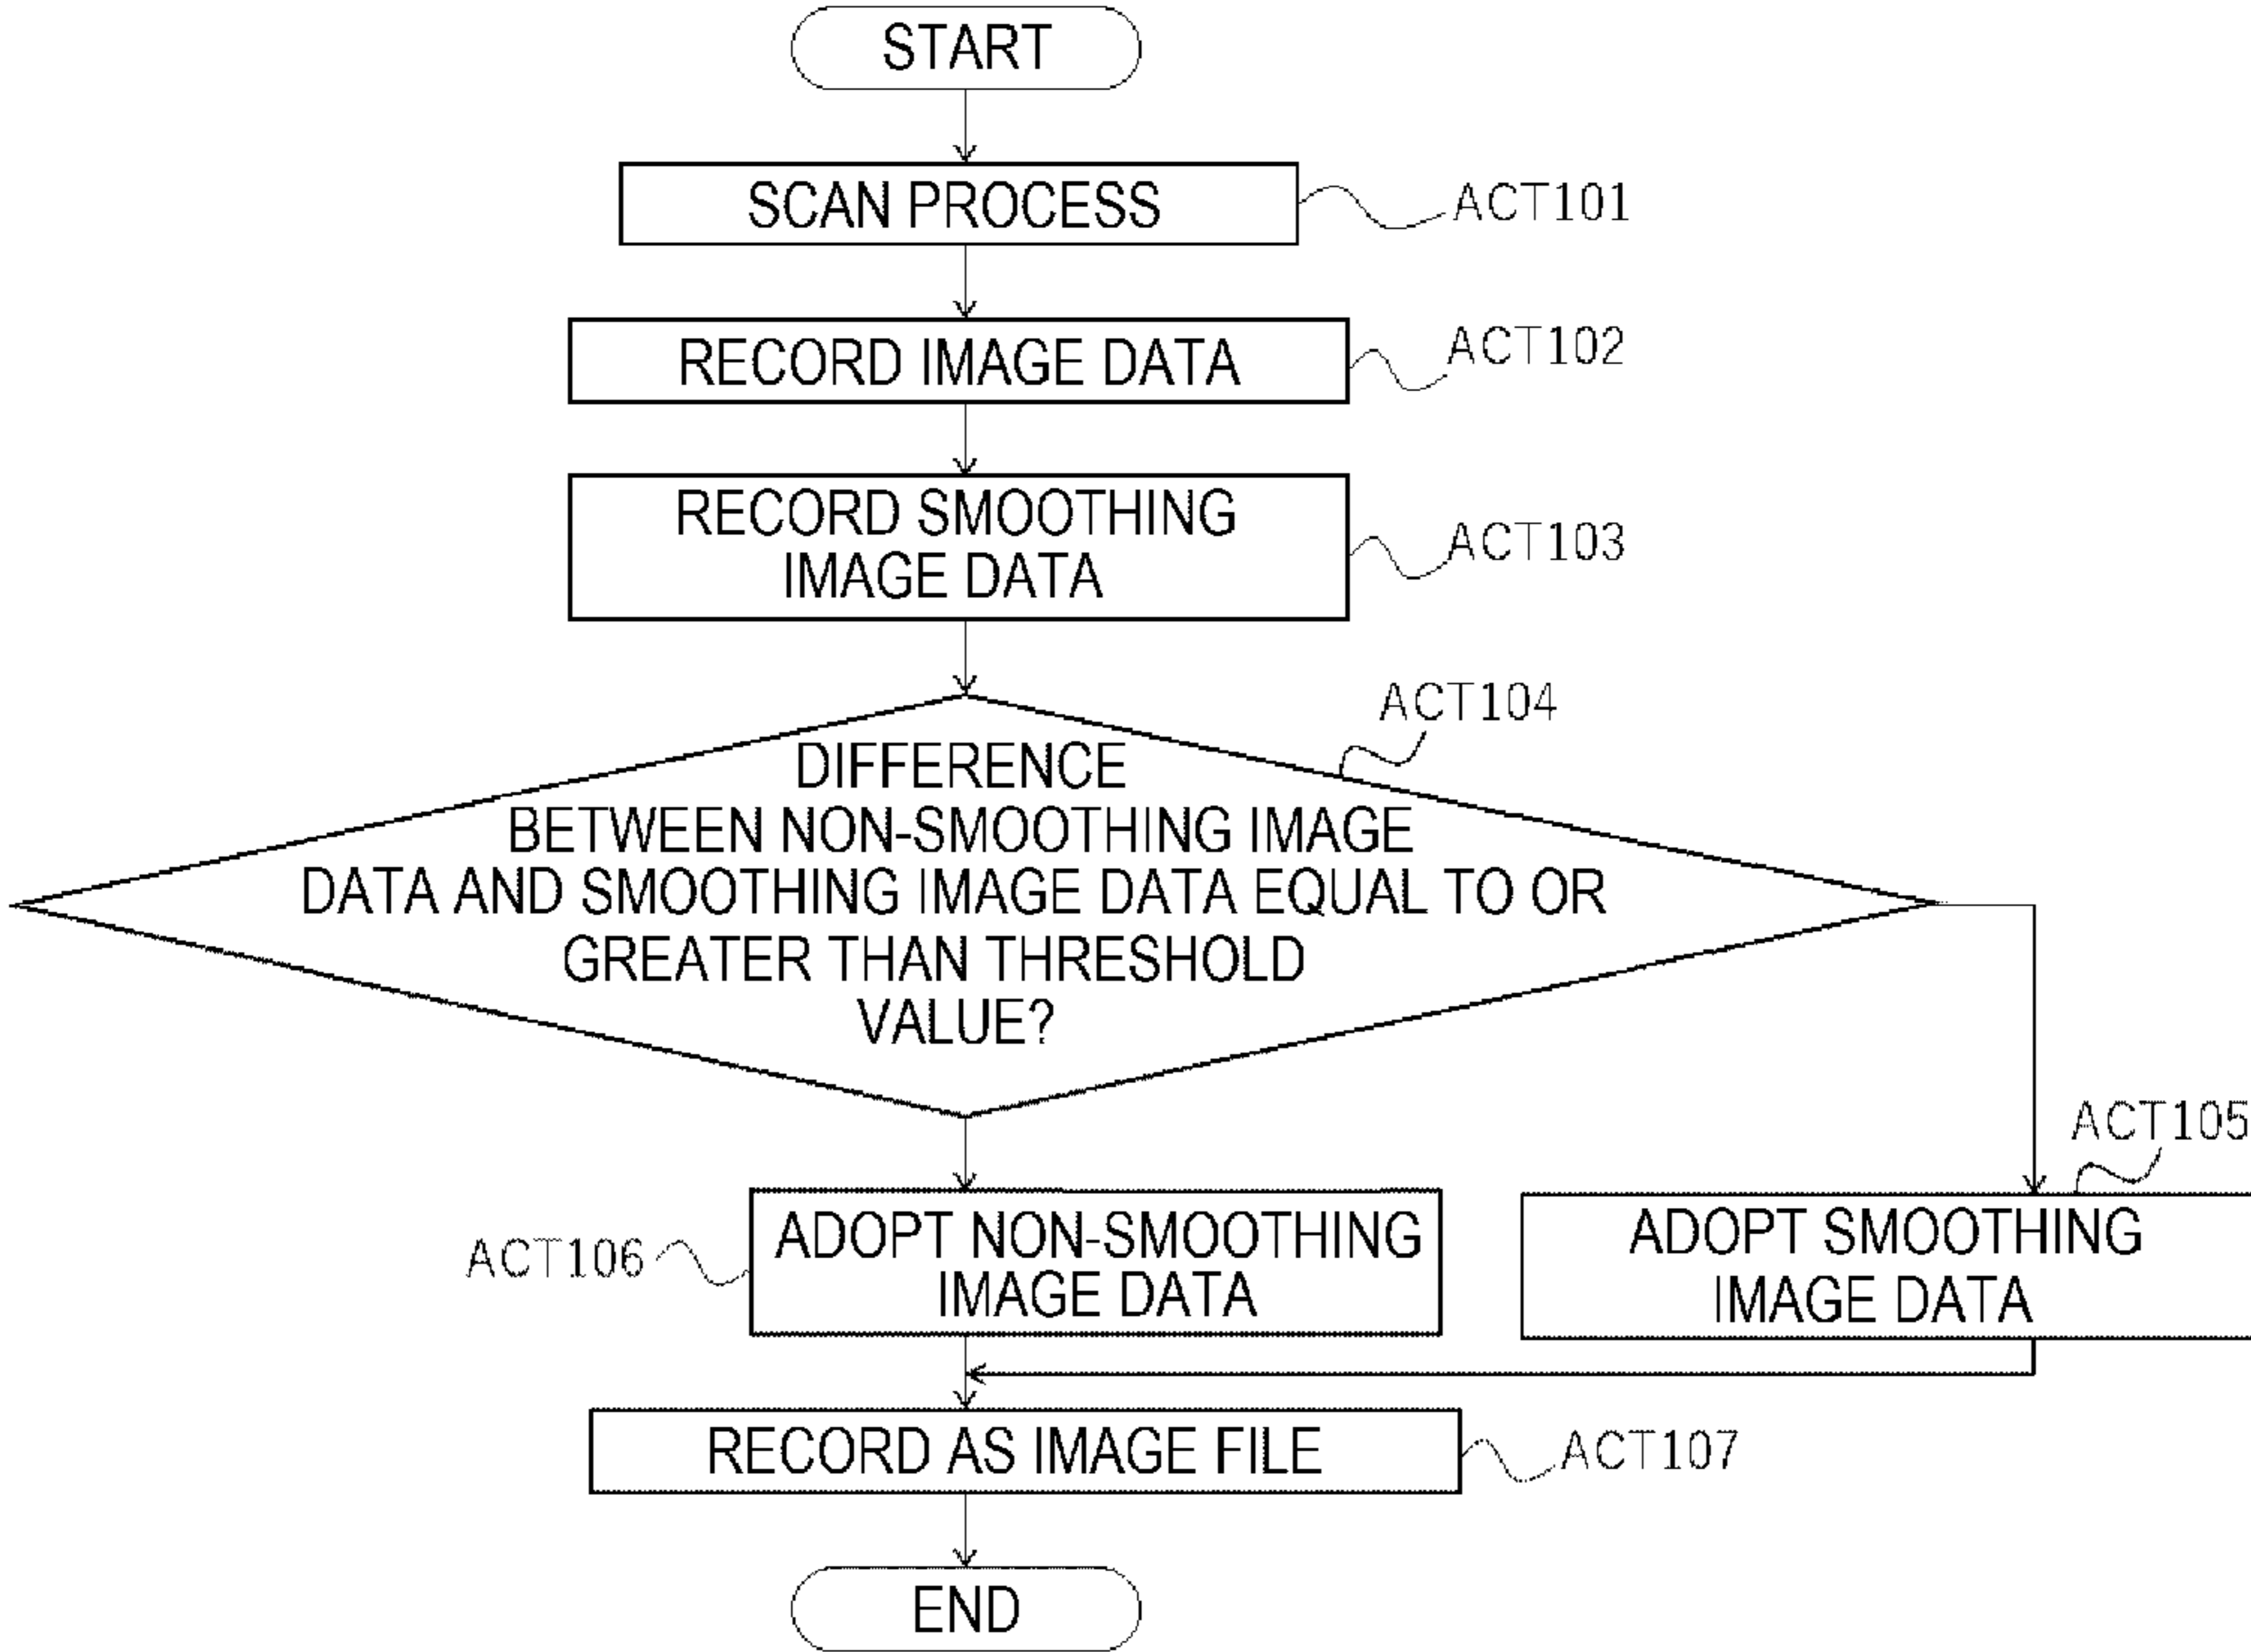 START
SCAN PROCESS
ACT101
RECORD IMAGE DATA
ACT102
RECORD SMOOTHING
IMAGE DATA
ACT103
ACT104
DIFFERENCE
BETWEEN NON-SMOOTHING IMAGE
DATA AND SMOOTHING IMAGE DATA EQUAL TO OR
GREATER THAN THRESHOLD
VALUE?
ACT105
ACT106
ADOPT NON-SMOOTHING
IMAGE DATA
ADOPT SMOOTHING
IMAGE DATA
RECORD AS IMAGE FILE
ACT107
END